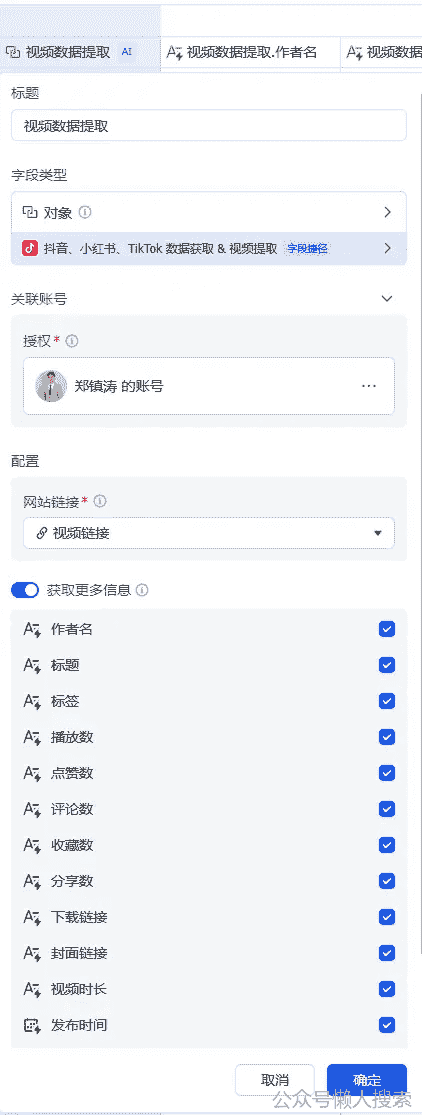 视频数据提取 AI 视频数据提取.作者名 视频数据
标题
视频数据提取
字段类型
对象
抖音、小红书、TikTok 数据获取 & 视频提取 字段捷径
关联账号
授权*
郑镇涛 的账号
配置
网站链接*
视频链接
获取更多信息
作者名
标题
标签
播放数
点赞数
评论数
收藏数
分享数
下载链接
封面链接
视频时长
发布时间
取消 确定
公众号懒人搜索